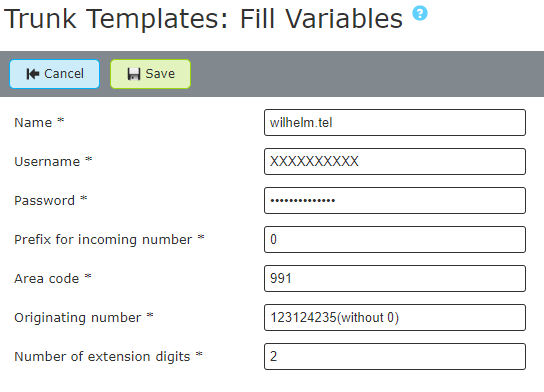 Trunk Templates: Fill Variables ?
Cancel Save
Name * wilhelm.tel
Username * XXXXXXXXXX
Password * ••••••••••••••
Prefix for incoming number * 0
Area code * 991
Originating number * 123124235(without 0)
Number of extension digits * 2